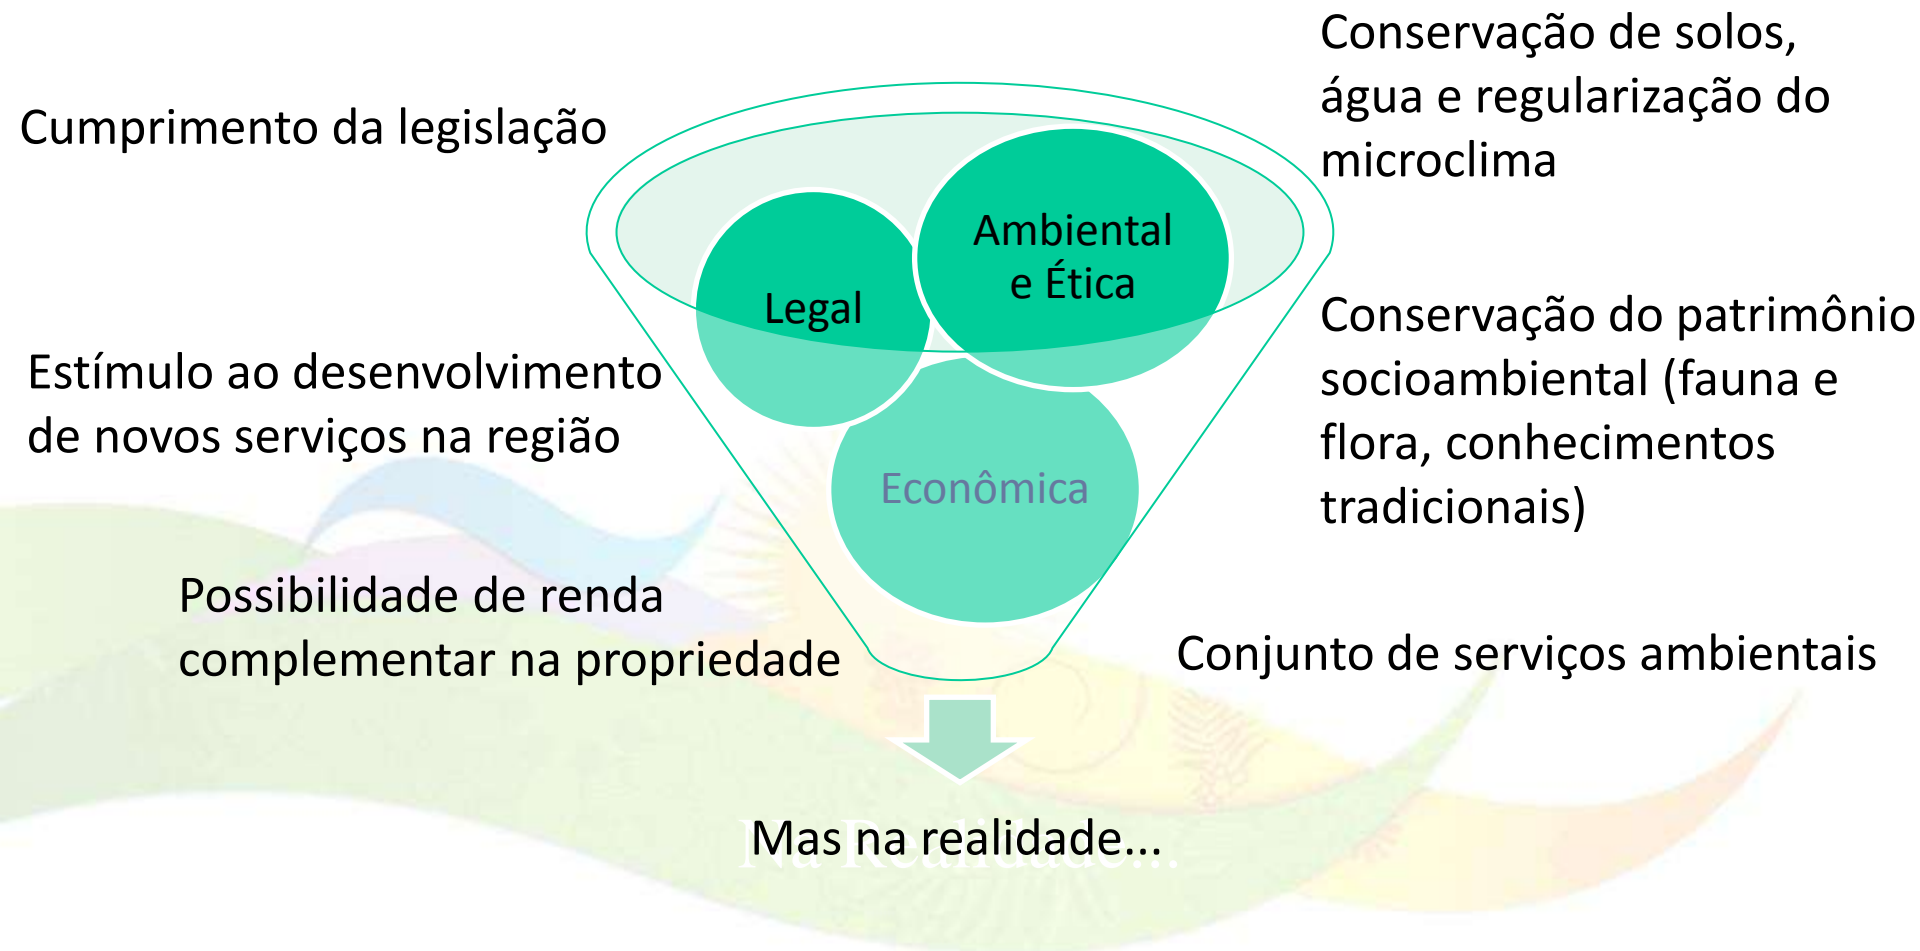 Cumprimento da legislação
Estímulo ao desenvolvimento
de novos serviços na região
Possibilidade de renda
complementar na propriedade
Legal
Ambiental
e Ética
Econômica
Conservação de solos,
água e regularização do
microclima
Conservação do patrimônio
socioambiental (fauna e
flora, conhecimentos
tradicionais)
Conjunto de serviços ambientais
Mas na realidade...
Na Realidade...